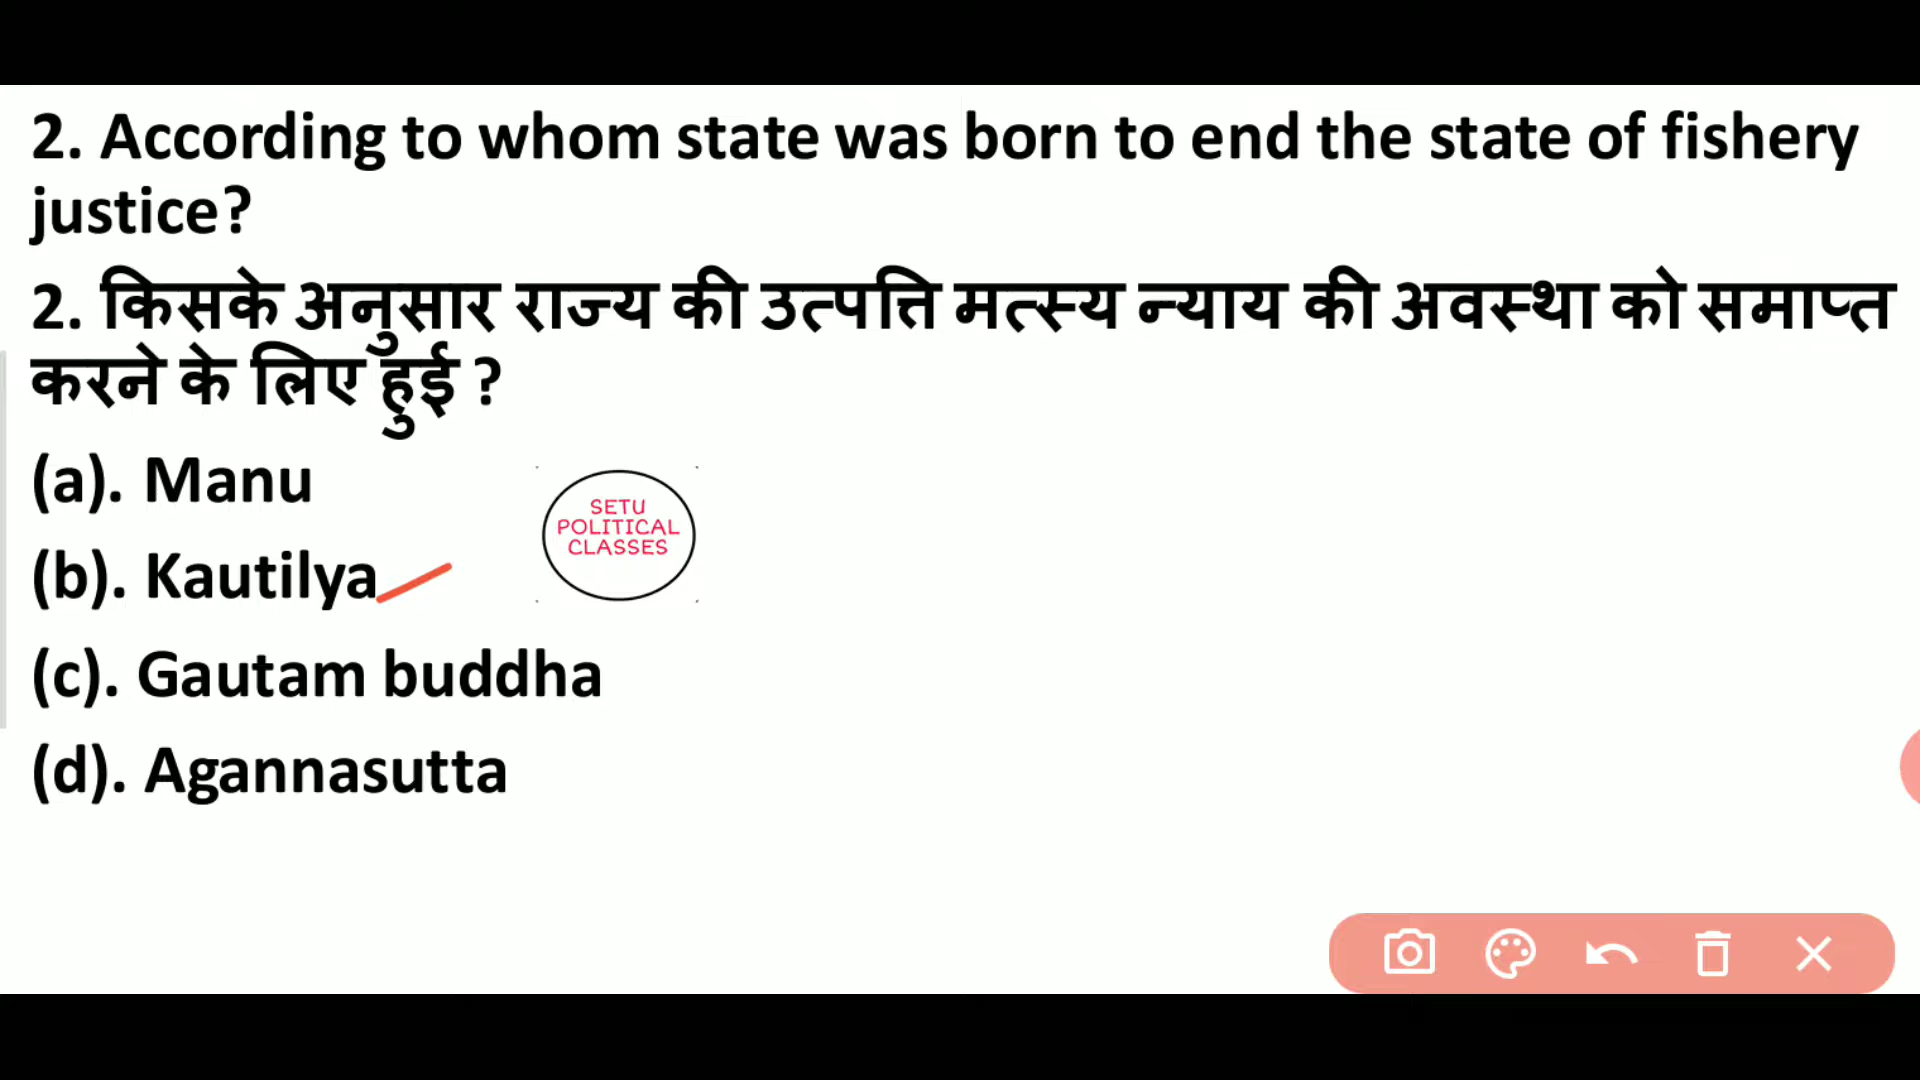 2. According to whom state was born to end the state of fishery
justice?
2. किसके अनुसार राज्य की उत्पत्ति मत्स्य न्याय की अवस्था को समाप्त
करने के लिए हुई ?
(a). Manu
SETU
POLITICAL
CLASSES
(b). Kautilya
(c). Gautam buddha
(d). Agannasutta